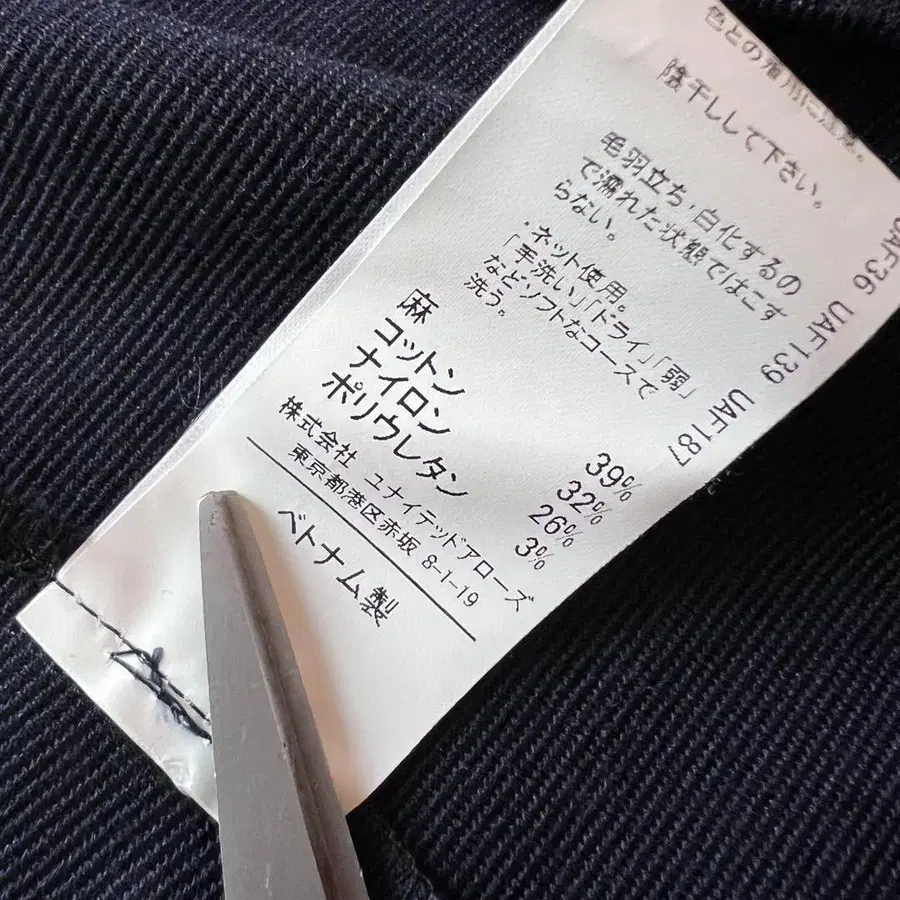 色との着用に注意。
陰干しして下さい。
毛羽立ち,白化するの
で濡れた状態ではこす
らない。
・ネット使用。
「手洗い」「ドライ」「弱」
などソフトなコースで
洗う。
UAF36 UAF139 UAF187
麻 39%
コットン 32%
ナイロン 26%
ポリウレタン 3%
株式会社 ユナイテッドアローズ
東京都港区赤坂 8-1-19
ベトナム製